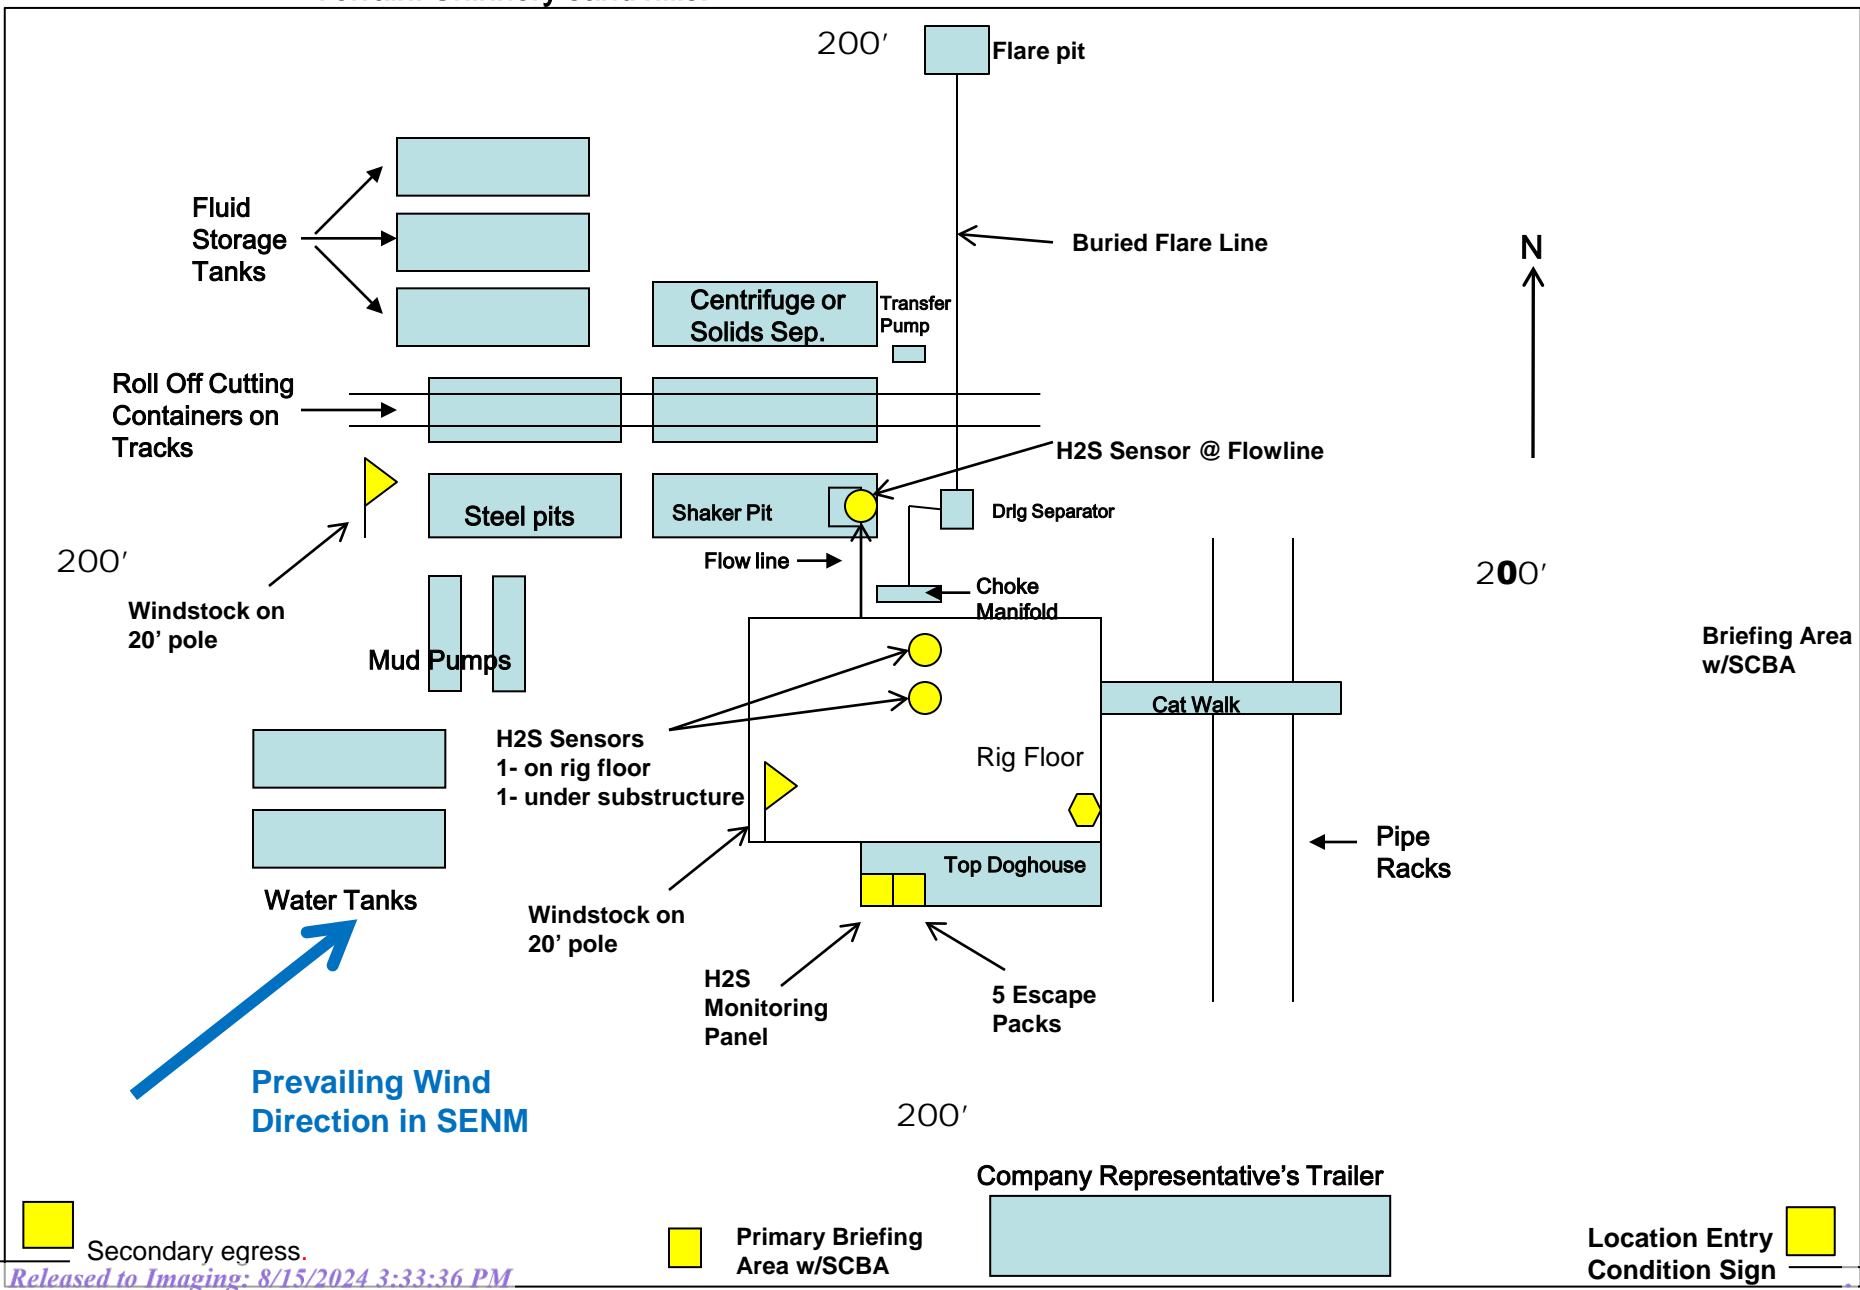 Terrain: Shinnery sand hills.
200'
Flare pit
Fluid
Storage
Tanks
Buried Flare Line
N
Centrifuge or
Solids Sep.
Transfer
Pump
Roll Off Cutting
Containers on
Tracks
H2S Sensor @ Flowline
Steel pits
Shaker Pit
Drlg Separator
200'
Flow line
200'
Choke
Manifold
Windstock on
20’ pole
Mud Pumps
Briefing Area
w/SCBA
Cat Walk
H2S Sensors
1- on rig floor
1- under substructure
Rig Floor
Pipe
Racks
Top Doghouse
Water Tanks
Windstock on
20’ pole
H2S
Monitoring
Panel
5 Escape
Packs
Prevailing Wind
Direction in SENM
200'
Company Representative’s Trailer
Secondary egress.
Primary Briefing
Area w/SCBA
Location Entry
Condition Sign
Released to Imaging: 8/15/2024 3:33:36 PM